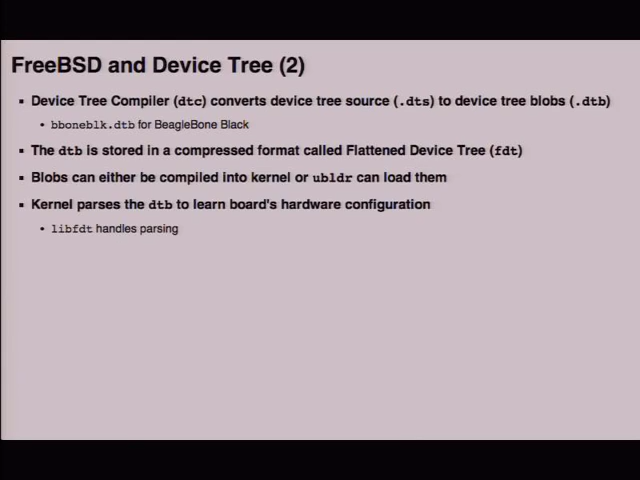 FreeBSD and Device Tree (2)
▪ Device Tree Compiler (dtc) converts device tree source (.dts) to device tree blobs (.dtb)
• bboneblk.dtb for BeagleBone Black
▪ The dtb is stored in a compressed format called Flattened Device Tree (fdt)
▪ Blobs can either be compiled into kernel or ubldr can load them
▪ Kernel parses the dtb to learn board's hardware configuration
• libfdt handles parsing